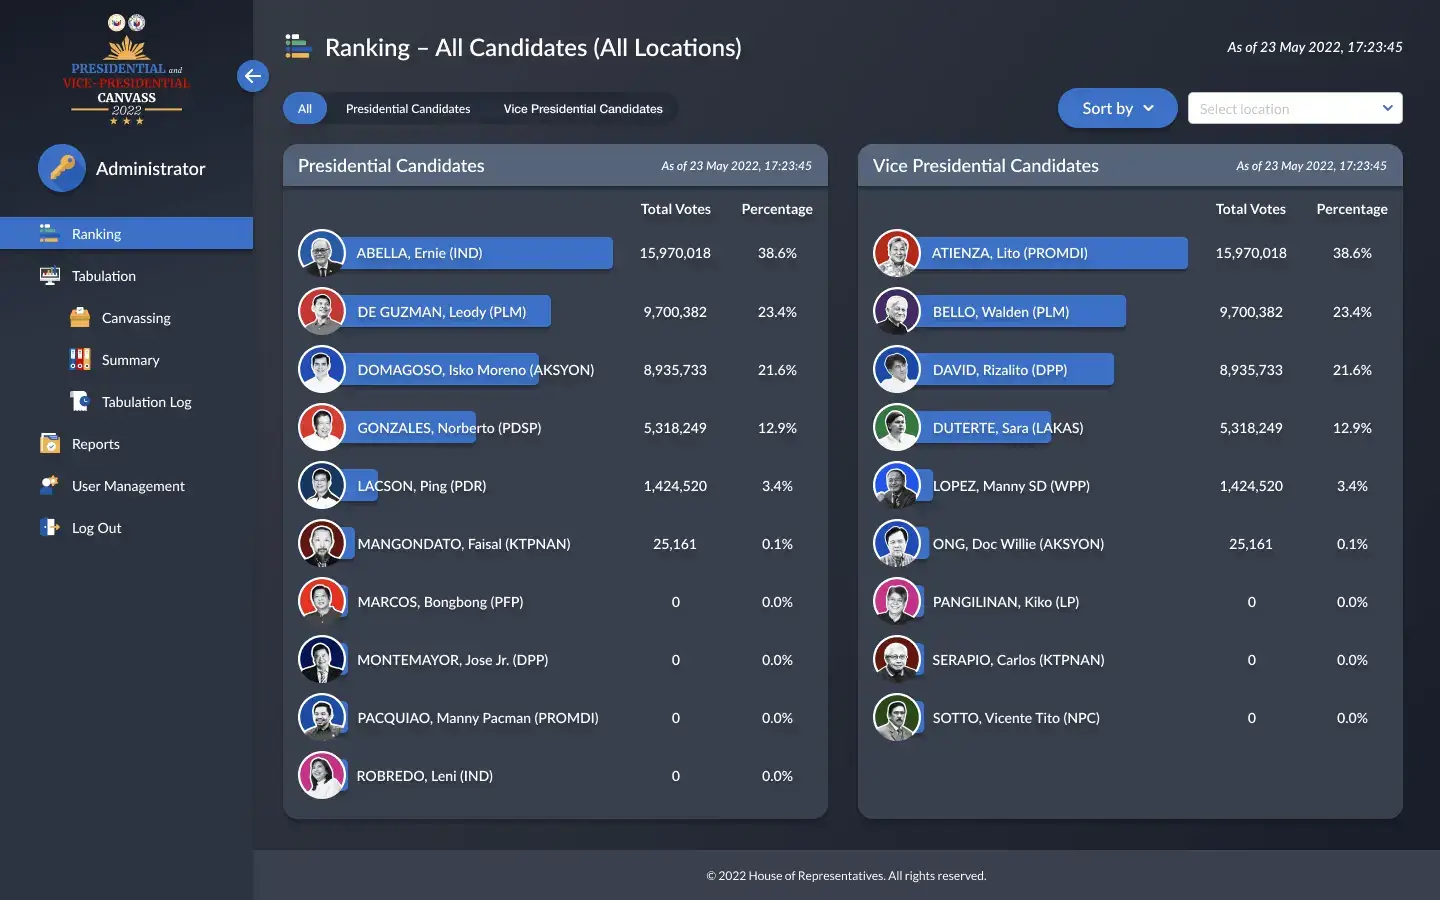 PRESIDENTIAL and
VICE-PRESIDENTIAL
CANVASS
2022
Administrator
Ranking
Tabulation
Canvassing
Summary
Tabulation Log
Reports
User Management
Log Out
Ranking – All Candidates (All Locations)
As of 23 May 2022, 17:23:45
All Presidential Candidates Vice Presidential Candidates
Sort by Select location
Presidential Candidates As of 23 May 2022, 17:23:45
Total Votes Percentage
ABELLA, Ernie (IND) 15,970,018 38.6%
DE GUZMAN, Leody (PLM) 9,700,382 23.4%
DOMAGOSO, Isko Moreno (AKSYON) 8,935,733 21.6%
GONZALES, Norberto (PDSP) 5,318,249 12.9%
LACSON, Ping (PDR) 1,424,520 3.4%
MANGONDATO, Faisal (KTPNAN) 25,161 0.1%
MARCOS, Bongbong (PFP) 0 0.0%
MONTEMAYOR, Jose Jr. (DPP) 0 0.0%
PACQUIAO, Manny Pacman (PROMDI) 0 0.0%
ROBREDO, Leni (IND) 0 0.0%
Vice Presidential Candidates As of 23 May 2022, 17:23:45
Total Votes Percentage
ATIENZA, Lito (PROMDI) 15,970,018 38.6%
BELLO, Walden (PLM) 9,700,382 23.4%
DAVID, Rizalito (DPP) 8,935,733 21.6%
DUTERTE, Sara (LAKAS) 5,318,249 12.9%
LOPEZ, Manny SD (WPP) 1,424,520 3.4%
ONG, Doc Willie (AKSYON) 25,161 0.1%
PANGILINAN, Kiko (LP) 0 0.0%
SERAPIO, Carlos (KTPNAN) 0 0.0%
SOTTO, Vicente Tito (NPC) 0 0.0%
© 2022 House of Representatives. All rights reserved.